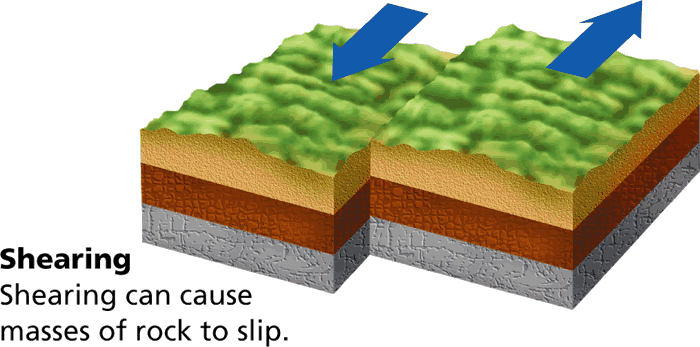 Shearing
Shearing can cause
masses of rock to slip.